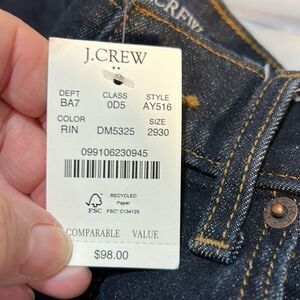 J.CREW
J.CREW
DEPT CLASS STYLE
BA7 0D5 AY516
COLOR SIZE
RIN DM5325 2930
099106230945
FSC
RECYCLED
Paper
FSC® C134125
COMPARABLE VALUE
$98.00